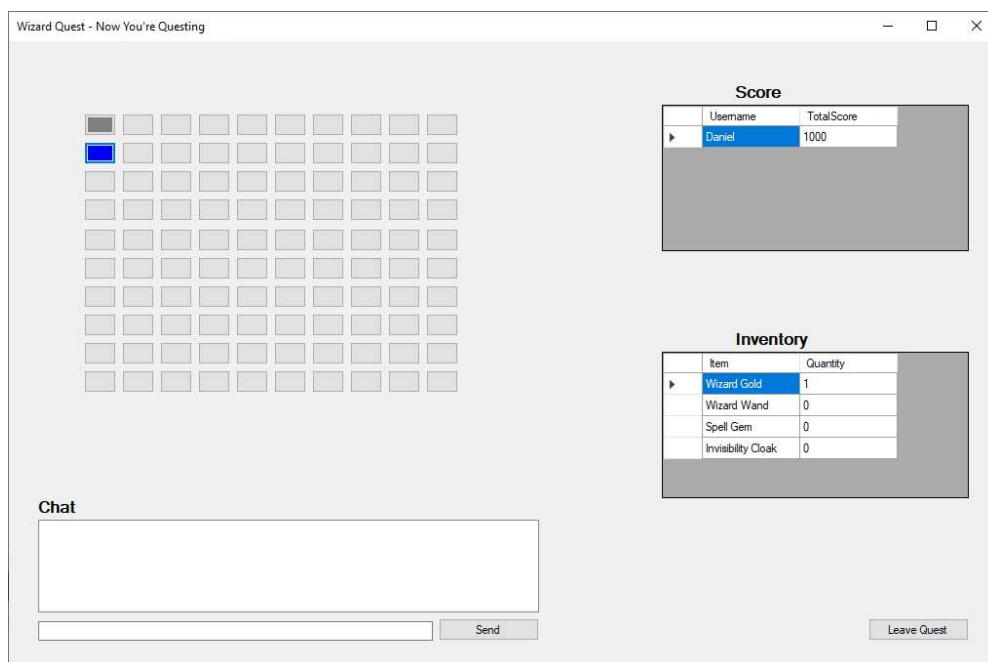 Wizard Quest - Now You're Questing
Score
Username TotalScore
Daniel 1000
Inventory
Item Quantity
Wizard Gold 1
Wizard Wand 0
Spell Gem 0
Invisibility Cloak 0
Chat
Send
Leave Quest